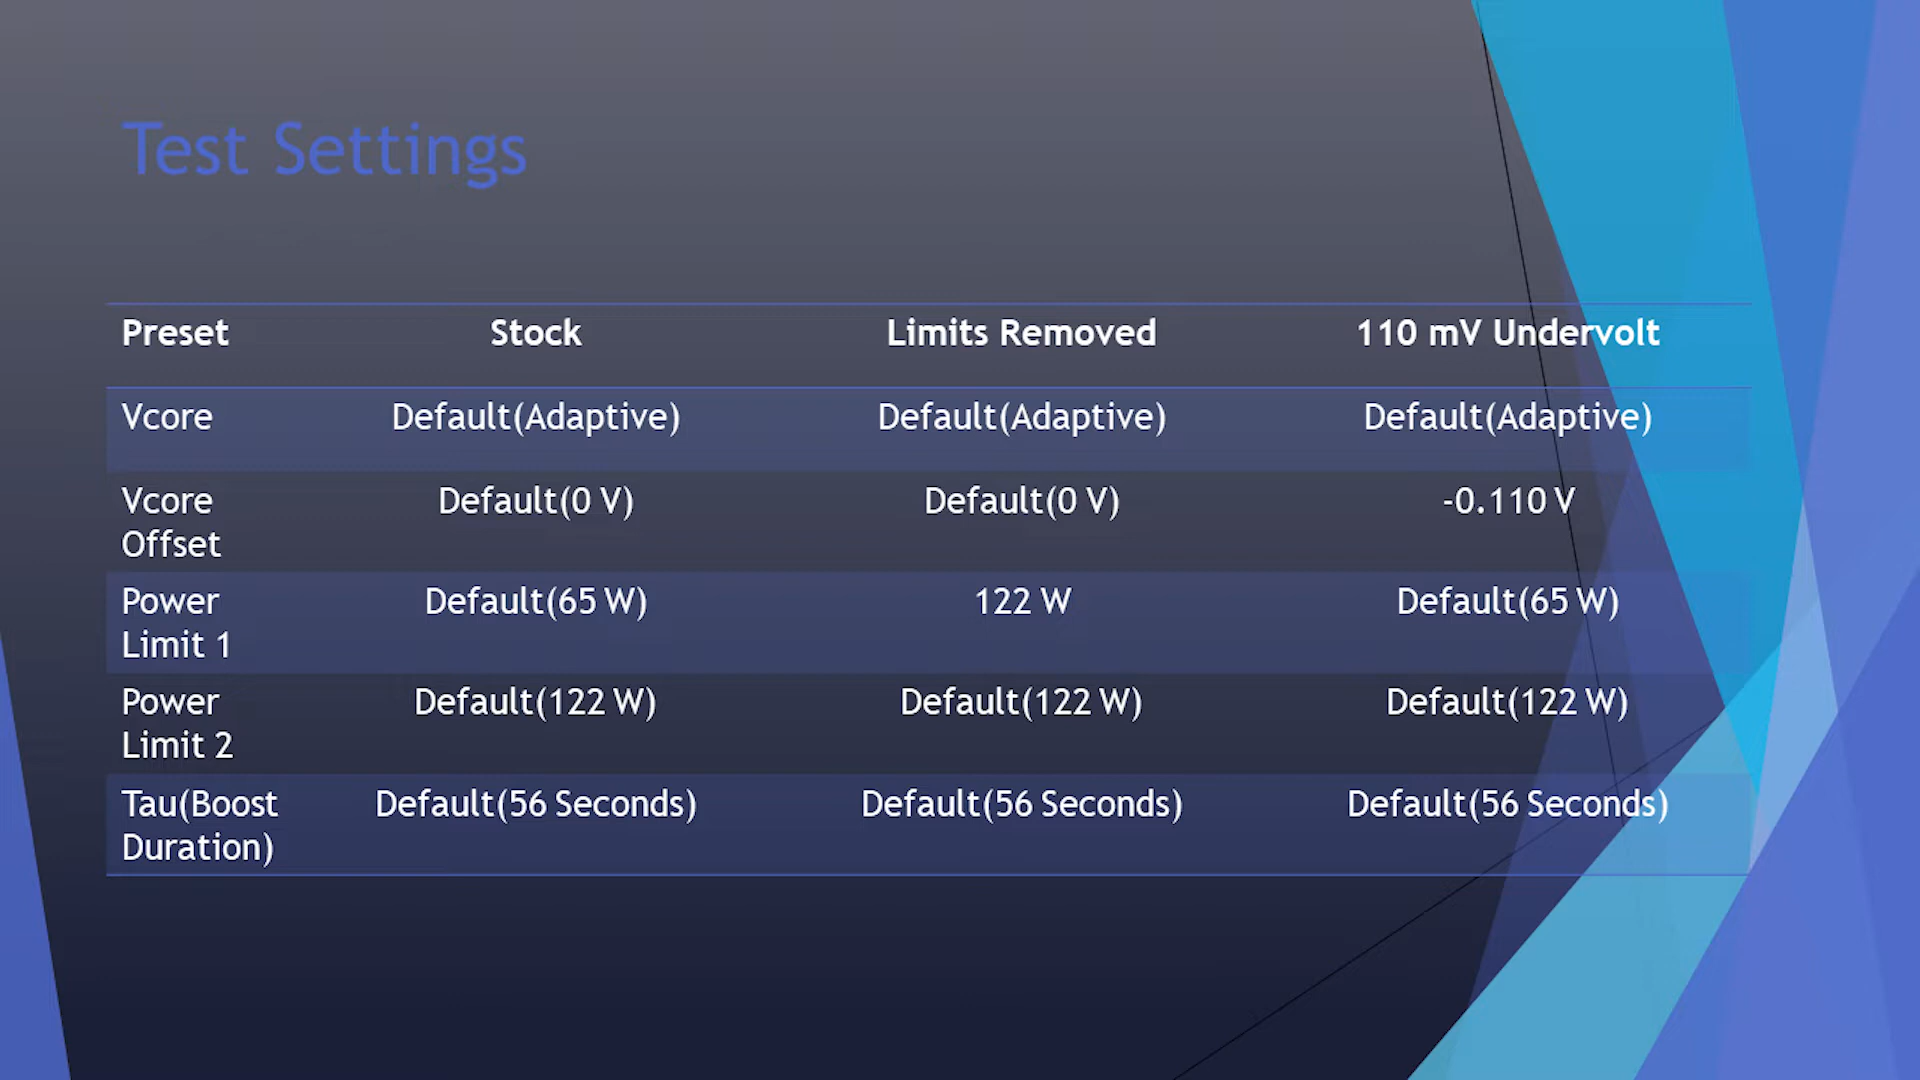 Test Settings
Preset Stock Limits Removed 110 mV Undervolt
Vcore Default(Adaptive) Default(Adaptive) Default(Adaptive)
Vcore Offset Default(0 V) Default(0 V) -0.110 V
Power Limit 1 Default(65 W) 122 W Default(65 W)
Power Limit 2 Default(122 W) Default(122 W) Default(122 W)
Tau(Boost Duration) Default(56 Seconds) Default(56 Seconds) Default(56 Seconds)